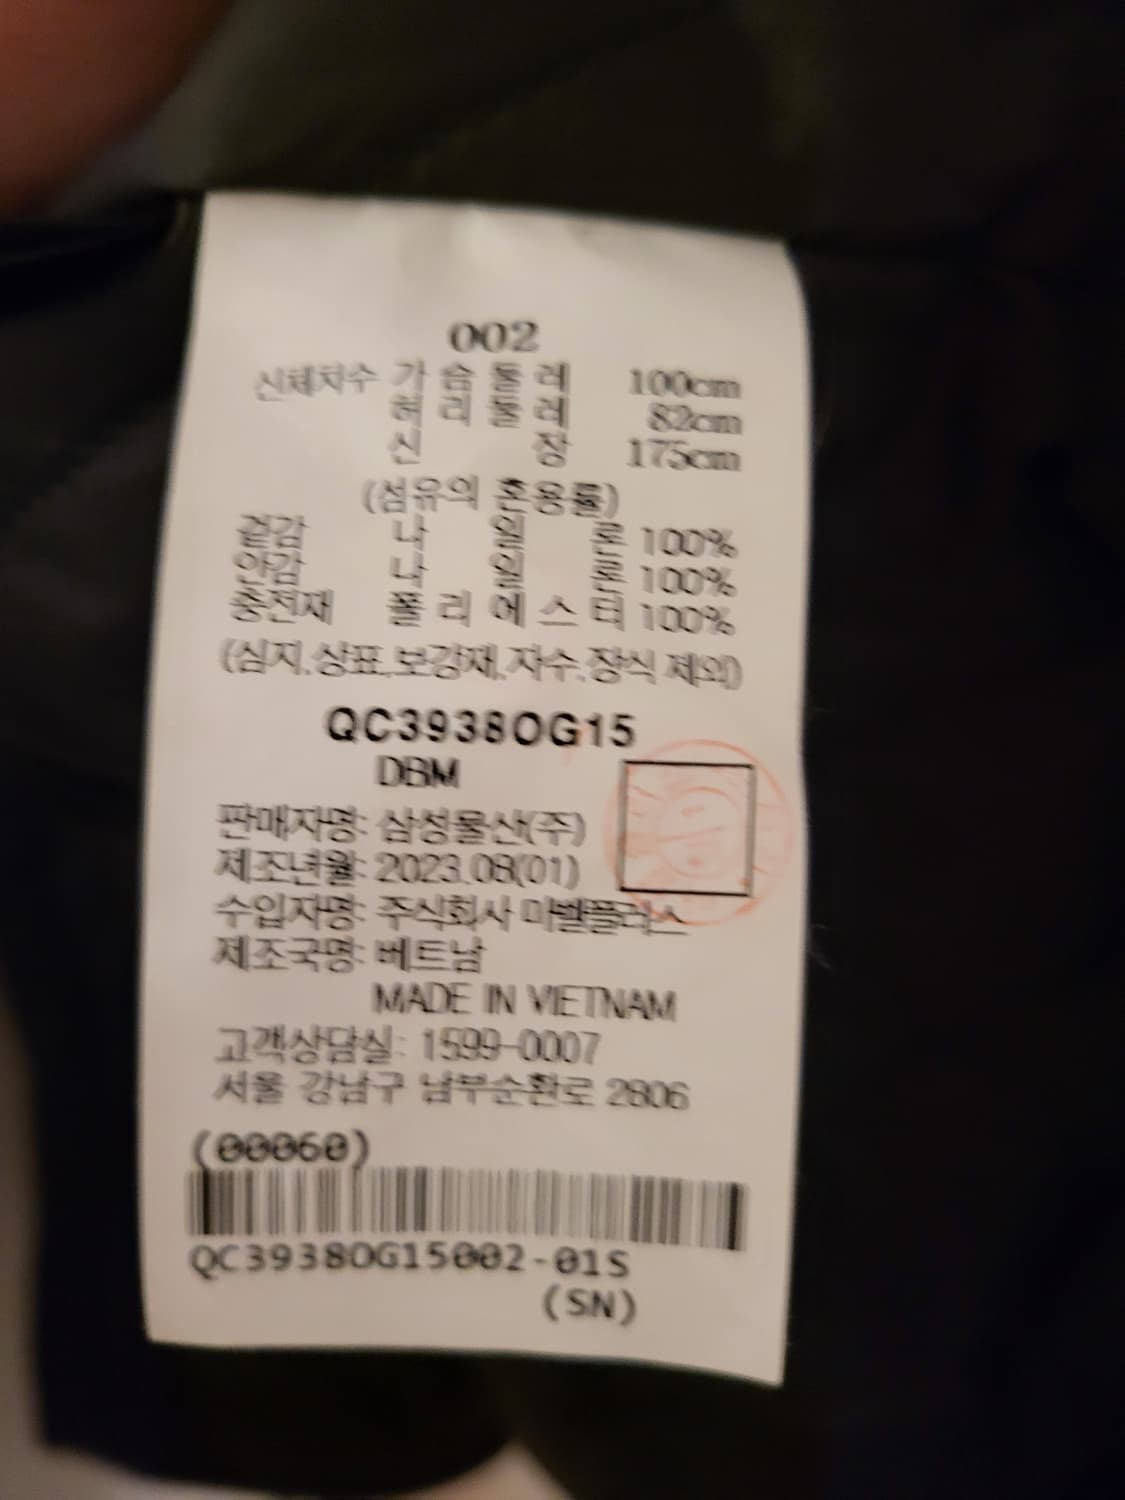 002
신체치수 가슴둘레 100cm
허리둘레 82cm
신장 175cm
(섬유의 혼용률)
겉감 나일론 100%
안감 나일론 100%
충전재 폴리에스터 100%
(심지.상표.보강재.자수.장식 제외)
QC3938OG15
DBM
판매자명: 삼성물산(주)
제조년월: 2023.08(01)
수입자명: 주식회사 마벨플러스
제조국명: 베트남
MADE IN VIETNAM
고객상담실: 1599-0007
서울 강남구 남부순환로 2806
(00060)
QC3938OG15002-01S
(SN)